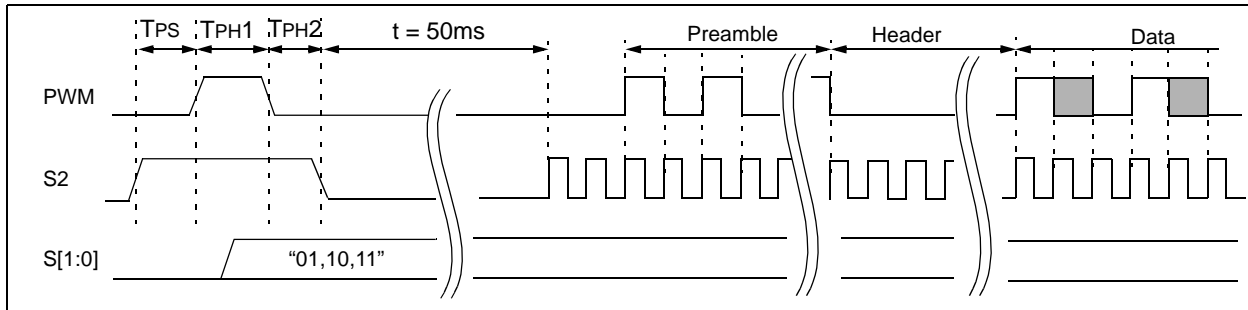 TPS TPH1 TPH2 t = 50ms Preamble Header Data
PWM
S2
S[1:0] “01,10,11”